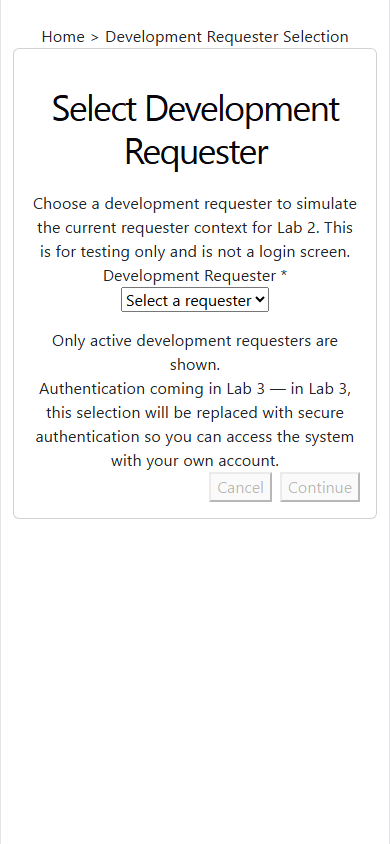 Home > Development Requester Selection
Select Development
Requester
Choose a development requester to simulate
the current requester context for Lab 2. This
is for testing only and is not a login screen.
Development Requester *
Select a requester
Only active development requesters are
shown.
Authentication coming in Lab 3 — in Lab 3,
this selection will be replaced with secure
authentication so you can access the system
with your own account.
Cancel Continue